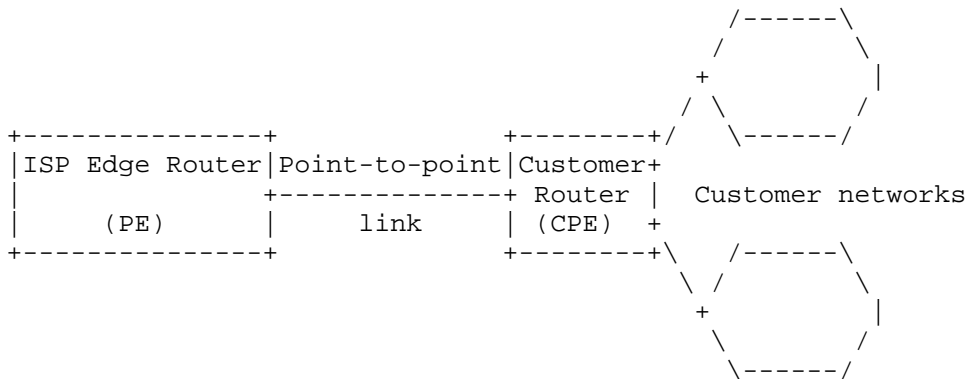 ISP Edge Router Point-to-point Customer
Router Customer networks
(PE) link (CPE)